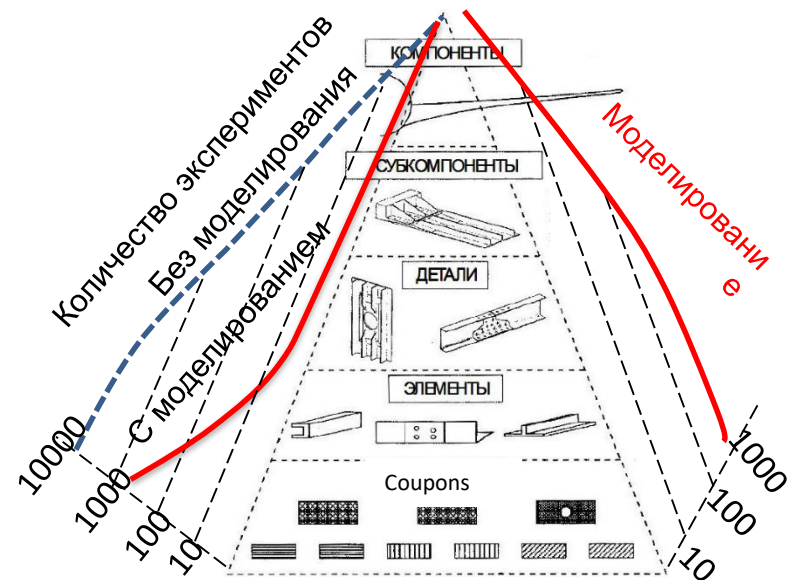 Количество экспериментов
Без моделирования
С моделированием
КОМПОНЕНТЫ
СУБКОМПОНЕНТЫ
ДЕТАЛИ
ЭЛЕМЕНТЫ
Coupons
Моделировани
е
10000
1000
100
10
1000
100
10